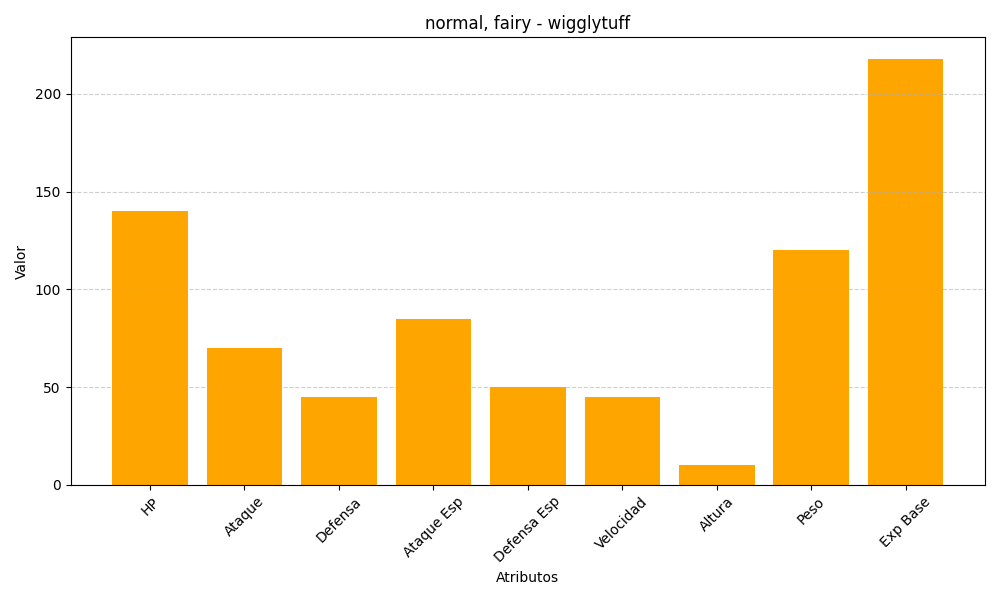 normal, fairy - wigglytuff
Valor
200
150
100
50
0
HP
Ataque
Defensa
Ataque Esp
Defensa Esp
Velocidad
Altura
Peso
Exp Base
Atributos